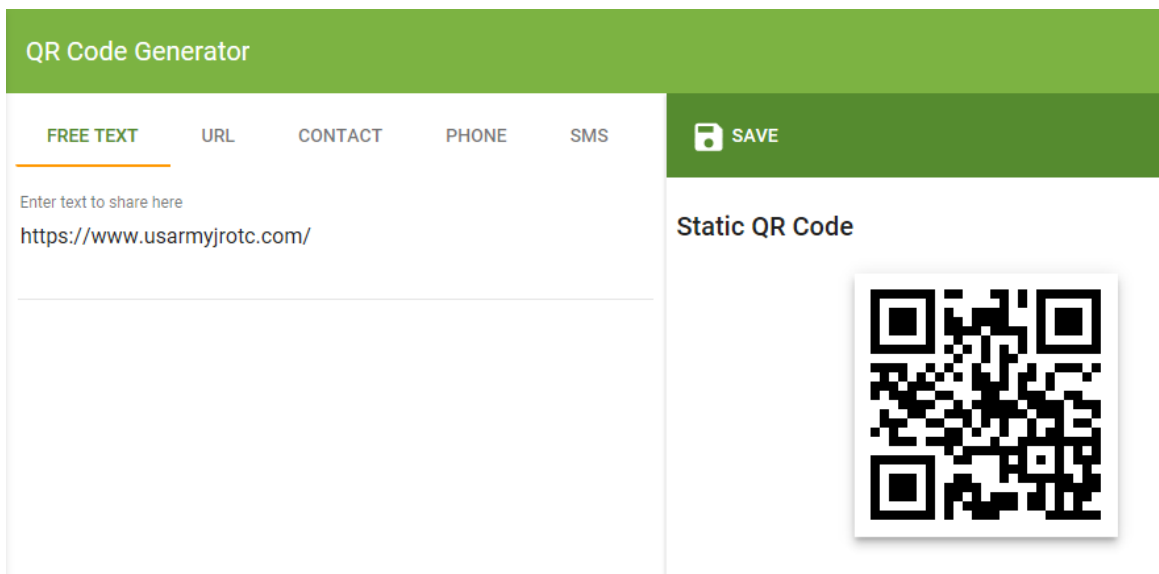 QR Code Generator
FREE TEXT URL CONTACT PHONE SMS
SAVE
Enter text to share here
https://www.usarmyjrotc.com/
Static QR Code